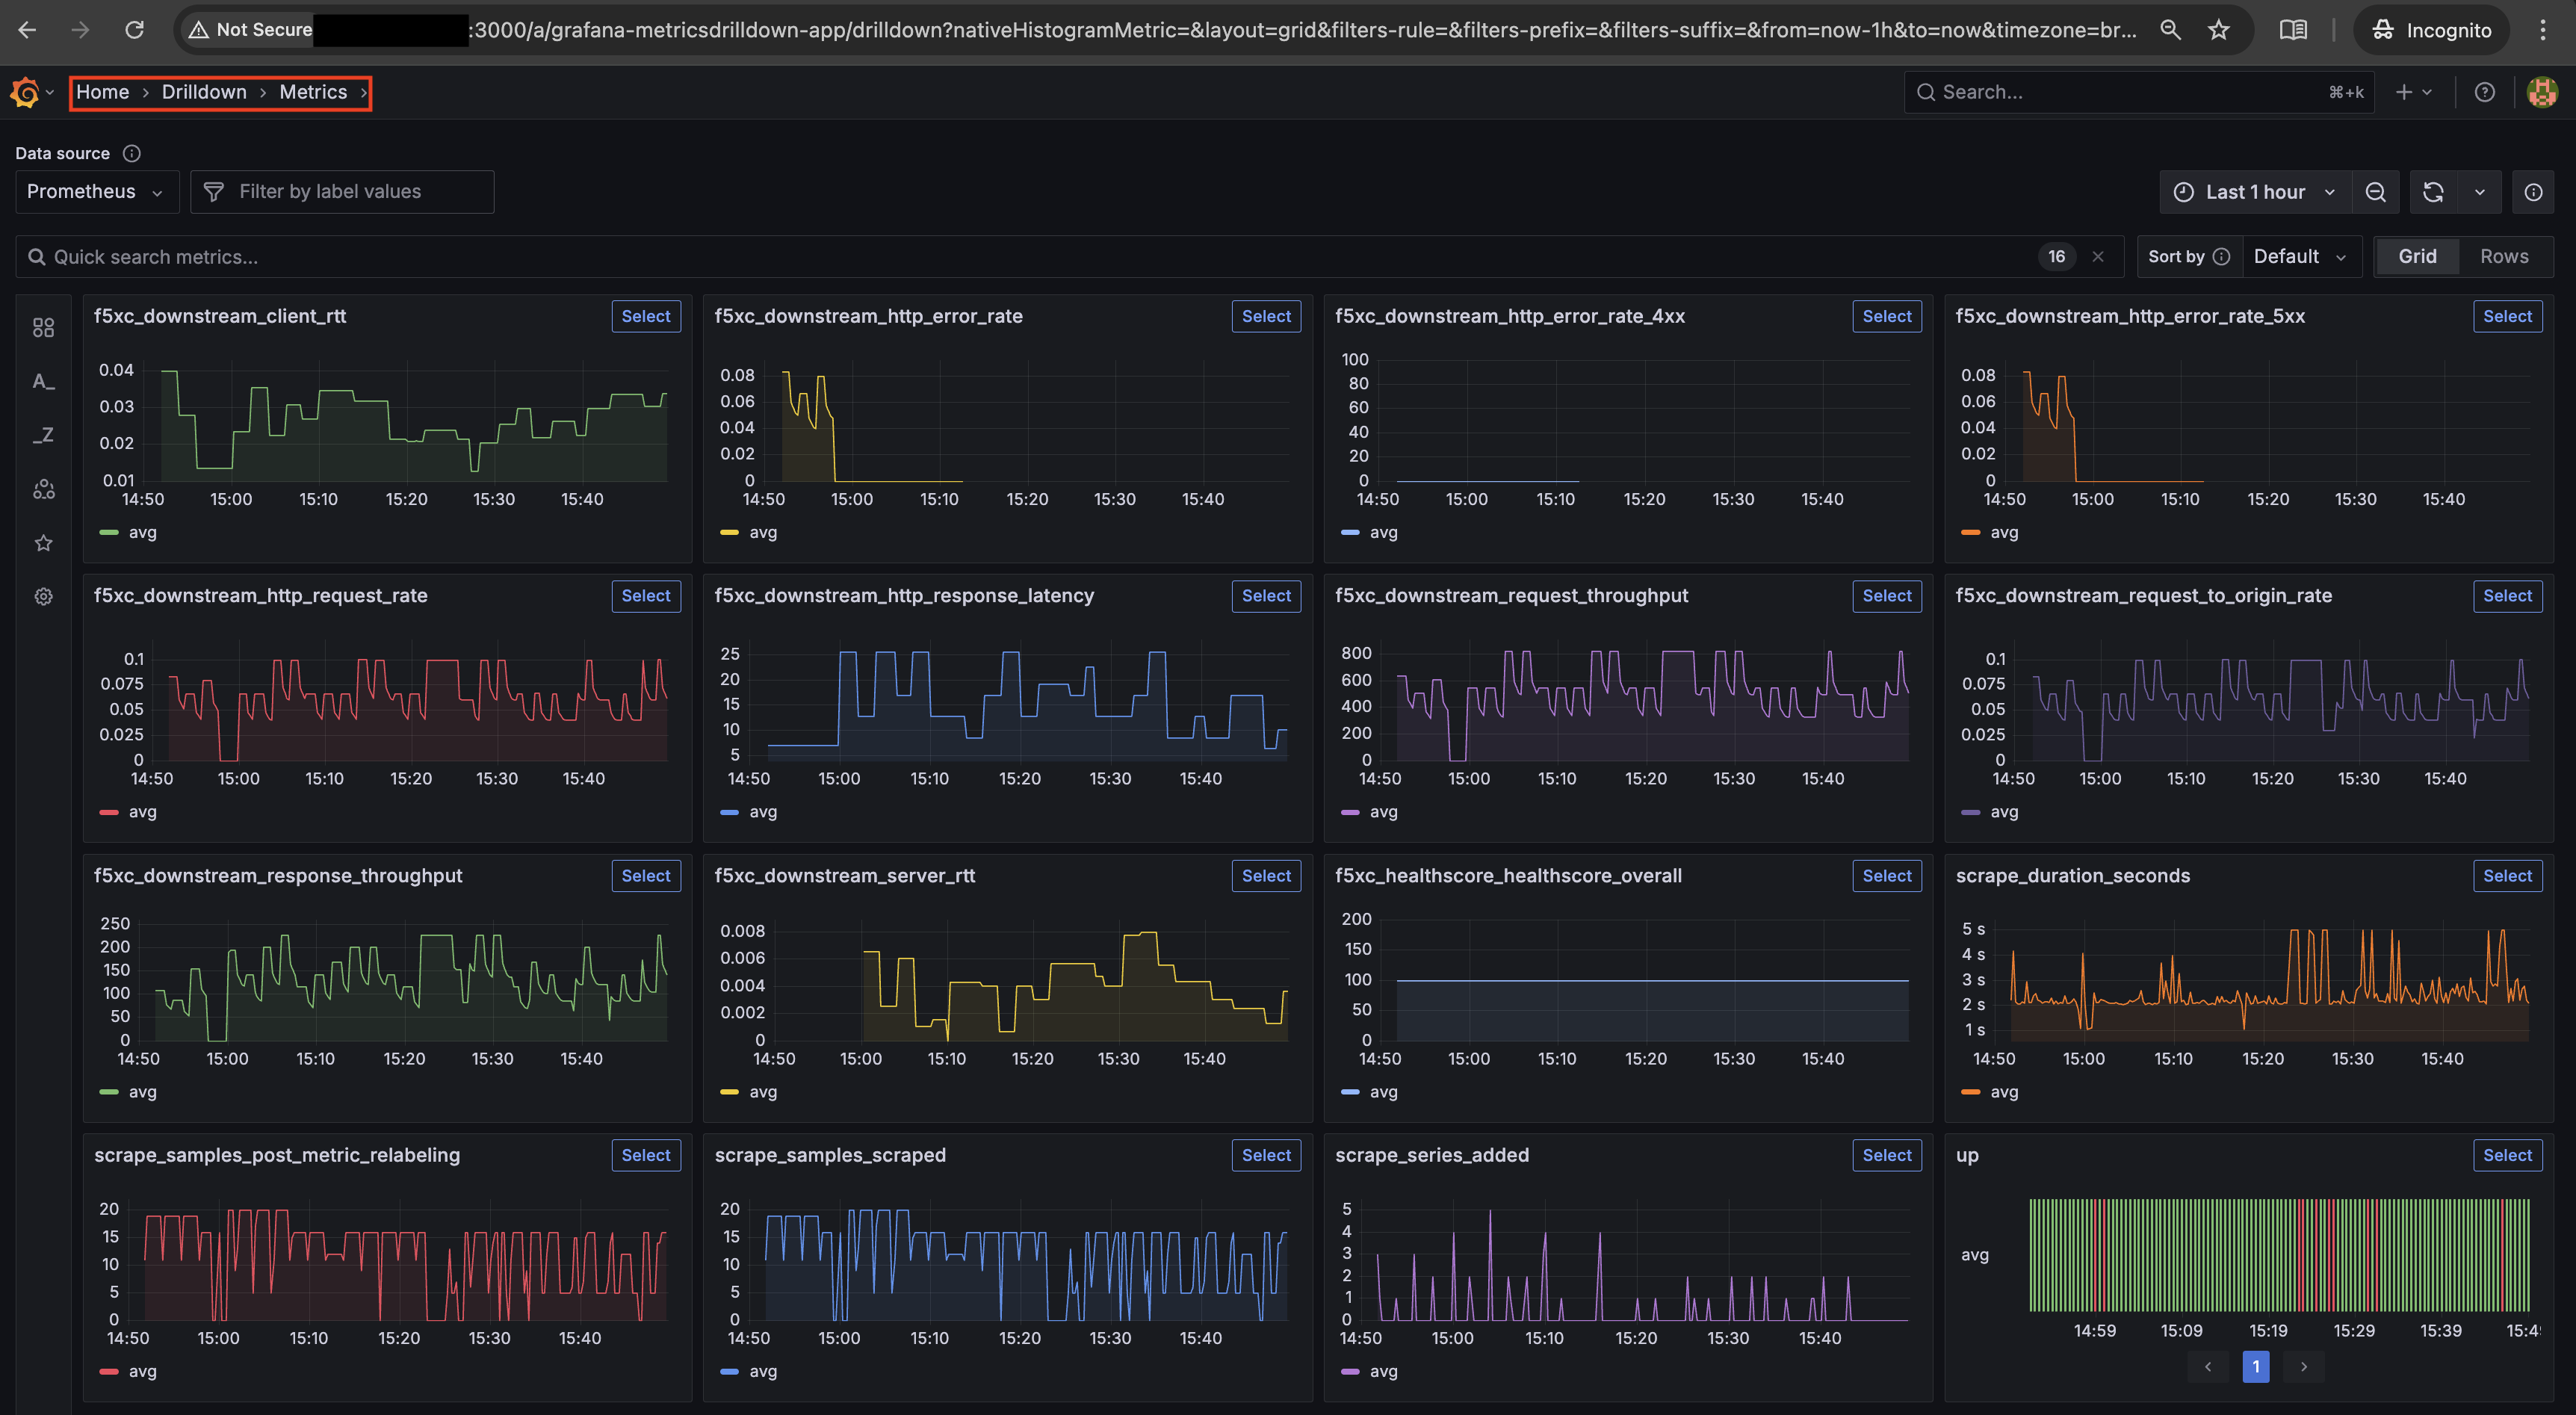 Not Secure :3000/a/grafana-metricsdrilldown-app/drilldown?nativeHistogramMetric=&layout=grid&filters-rule=&filters-prefix=&filters-suffix=&from=now-1h&to=now&timezone=br... Incognito
Home > Drilldown > Metrics > Search... ⌘+k
Data source
Prometheus Filter by label values Last 1 hour
Quick search metrics... 16 Sort by Default Grid Rows
A_
_Z
f5xc_downstream_client_rtt Select
0.04
0.03
0.02
0.01
14:50 15:00 15:10 15:20 15:30 15:40
avg
f5xc_downstream_http_error_rate Select
0.08
0.06
0.04
0.02
0
14:50 15:00 15:10 15:20 15:30 15:40
avg
f5xc_downstream_http_error_rate_4xx Select
100
80
60
40
20
0
14:50 15:00 15:10 15:20 15:30 15:40
avg
f5xc_downstream_http_error_rate_5xx Select
0.08
0.06
0.04
0.02
0
14:50 15:00 15:10 15:20 15:30 15:40
avg
f5xc_downstream_http_request_rate Select
0.1
0.075
0.05
0.025
0
14:50 15:00 15:10 15:20 15:30 15:40
avg
f5xc_downstream_http_response_latency Select
25
20
15
10
5
14:50 15:00 15:10 15:20 15:30 15:40
avg
f5xc_downstream_request_throughput Select
800
600
400
200
0
14:50 15:00 15:10 15:20 15:30 15:40
avg
f5xc_downstream_request_to_origin_rate Select
0.1
0.075
0.05
0.025
0
14:50 15:00 15:10 15:20 15:30 15:40
avg
f5xc_downstream_response_throughput Select
250
200
150
100
50
0
14:50 15:00 15:10 15:20 15:30 15:40
avg
f5xc_downstream_server_rtt Select
0.008
0.006
0.004
0.002
0
14:50 15:00 15:10 15:20 15:30 15:40
avg
f5xc_healthscore_healthscore_overall Select
200
150
100
50
0
14:50 15:00 15:10 15:20 15:30 15:40
avg
scrape_duration_seconds Select
5 s
4 s
3 s
2 s
1 s
14:50 15:00 15:10 15:20 15:30 15:40
avg
scrape_samples_post_metric_relabeling Select
20
15
10
5
0
14:50 15:00 15:10 15:20 15:30 15:40
avg
scrape_samples_scraped Select
20
15
10
5
0
14:50 15:00 15:10 15:20 15:30 15:40
avg
scrape_series_added Select
5
4
3
2
1
0
14:50 15:00 15:10 15:20 15:30 15:40
avg
up Select
avg
14:59 15:09 15:19 15:29 15:39
1